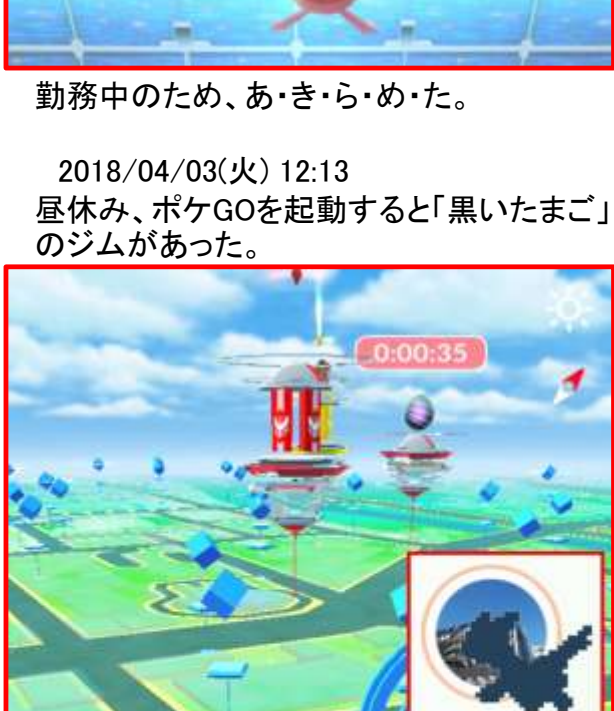 勤務中のため、あ・き・ら・め・た。
2018/04/03(火) 12:13
昼休み、ポケGOを起動すると「黒いたまご」
のジムがあった。
0:00:35